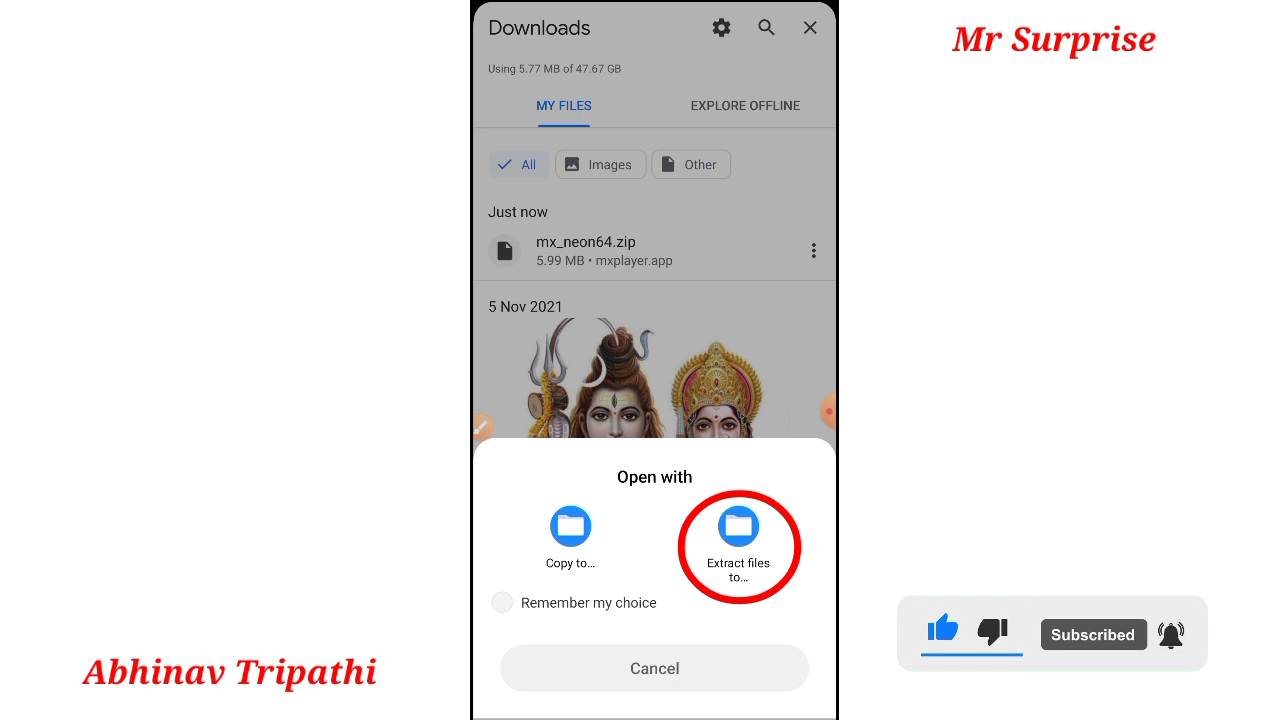 Downloads
Mr Surprise
Using 5.77 MB of 47.67 GB
MY FILES
EXPLORE OFFLINE
All
Images
Other
Just now
mx_neon64.zip
5.99 MB • mxplayer.app
5 Nov 2021
Open with
Copy to...
Extract files
to...
Remember my choice
Subscribed
Cancel
Abhinav Tripathi